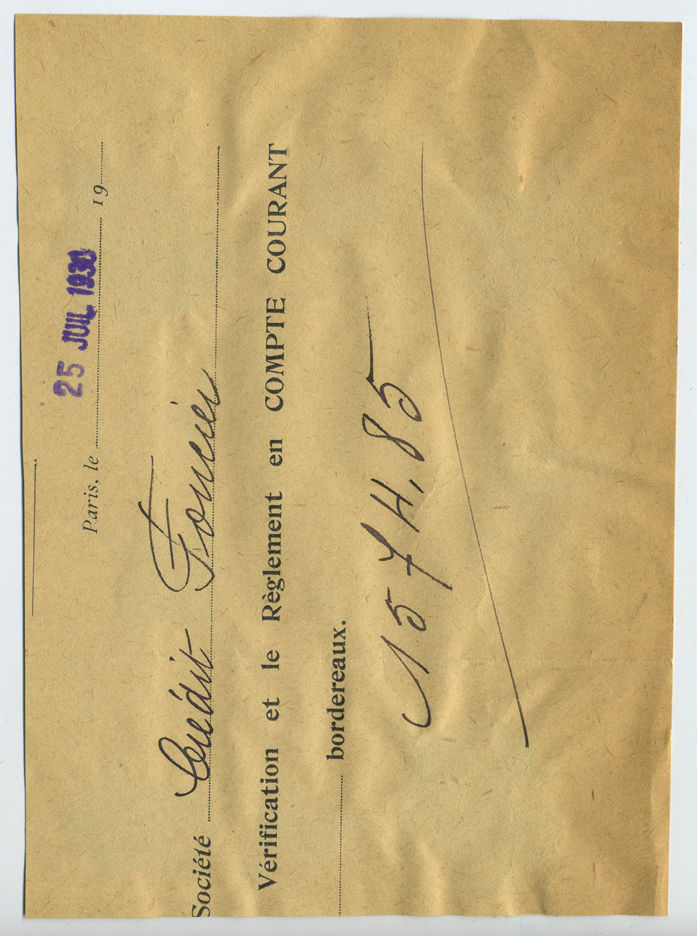 25 JUIL. 1930
Paris, le 19
Société Crédit Foncier
Vérification et le Règlement en COMPTE COURANT
bordereaux.
1574,85